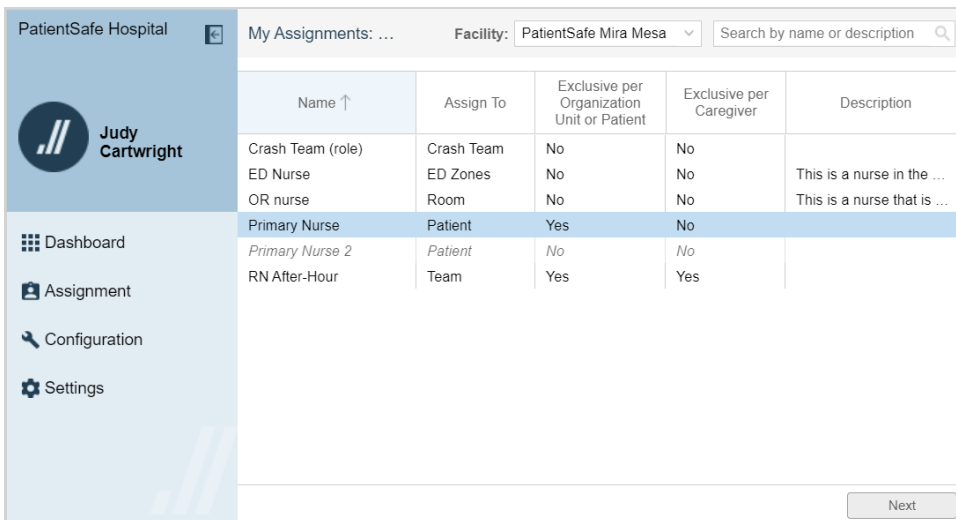 PatientSafe Hospital
My Assignments: ...
Facility:
PatientSafe Mira Mesa
Search by name or description
Judy
Cartwright
Dashboard
Assignment
Configuration
Settings
Name ↑
Assign To
Exclusive per
Organization
Unit or Patient
Exclusive per
Caregiver
Description
Crash Team (role) Crash Team No No
ED Nurse ED Zones No No This is a nurse in the ...
OR nurse Room No No This is a nurse that is ...
Primary Nurse Patient Yes No
Primary Nurse 2 Patient No No
RN After-Hour Team Yes Yes
Next